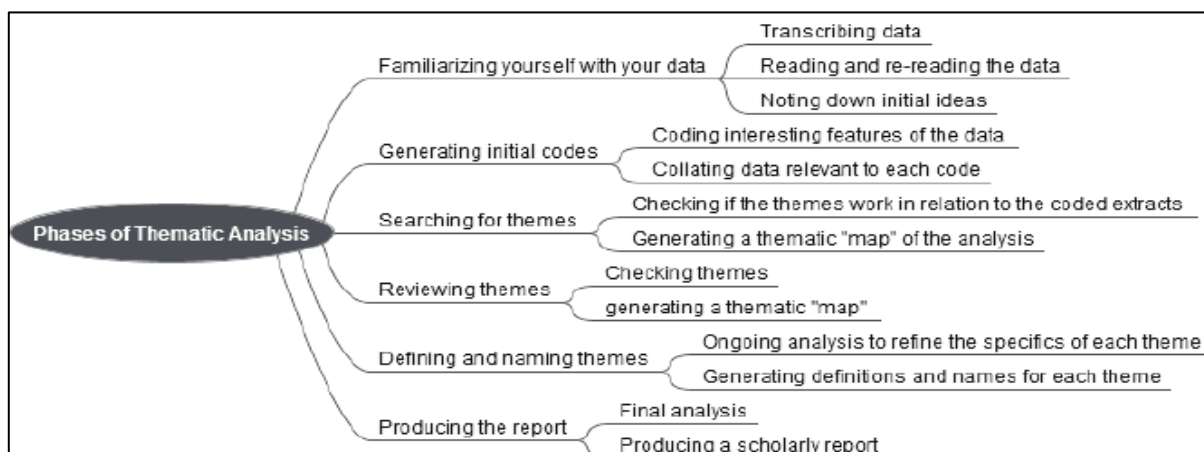 Phases of Thematic Analysis
Familiarizing yourself with your data
Transcribing data
Reading and re-reading the data
Noting down initial ideas
Generating initial codes
Coding interesting features of the data
Collating data relevant to each code
Searching for themes
Checking if the themes work in relation to the coded extracts
Generating a thematic "map" of the analysis
Reviewing themes
Checking themes
generating a thematic "map"
Defining and naming themes
Ongoing analysis to refine the specifics of each theme
Generating definitions and names for each theme
Producing the report
Final analysis
Producing a scholarly report